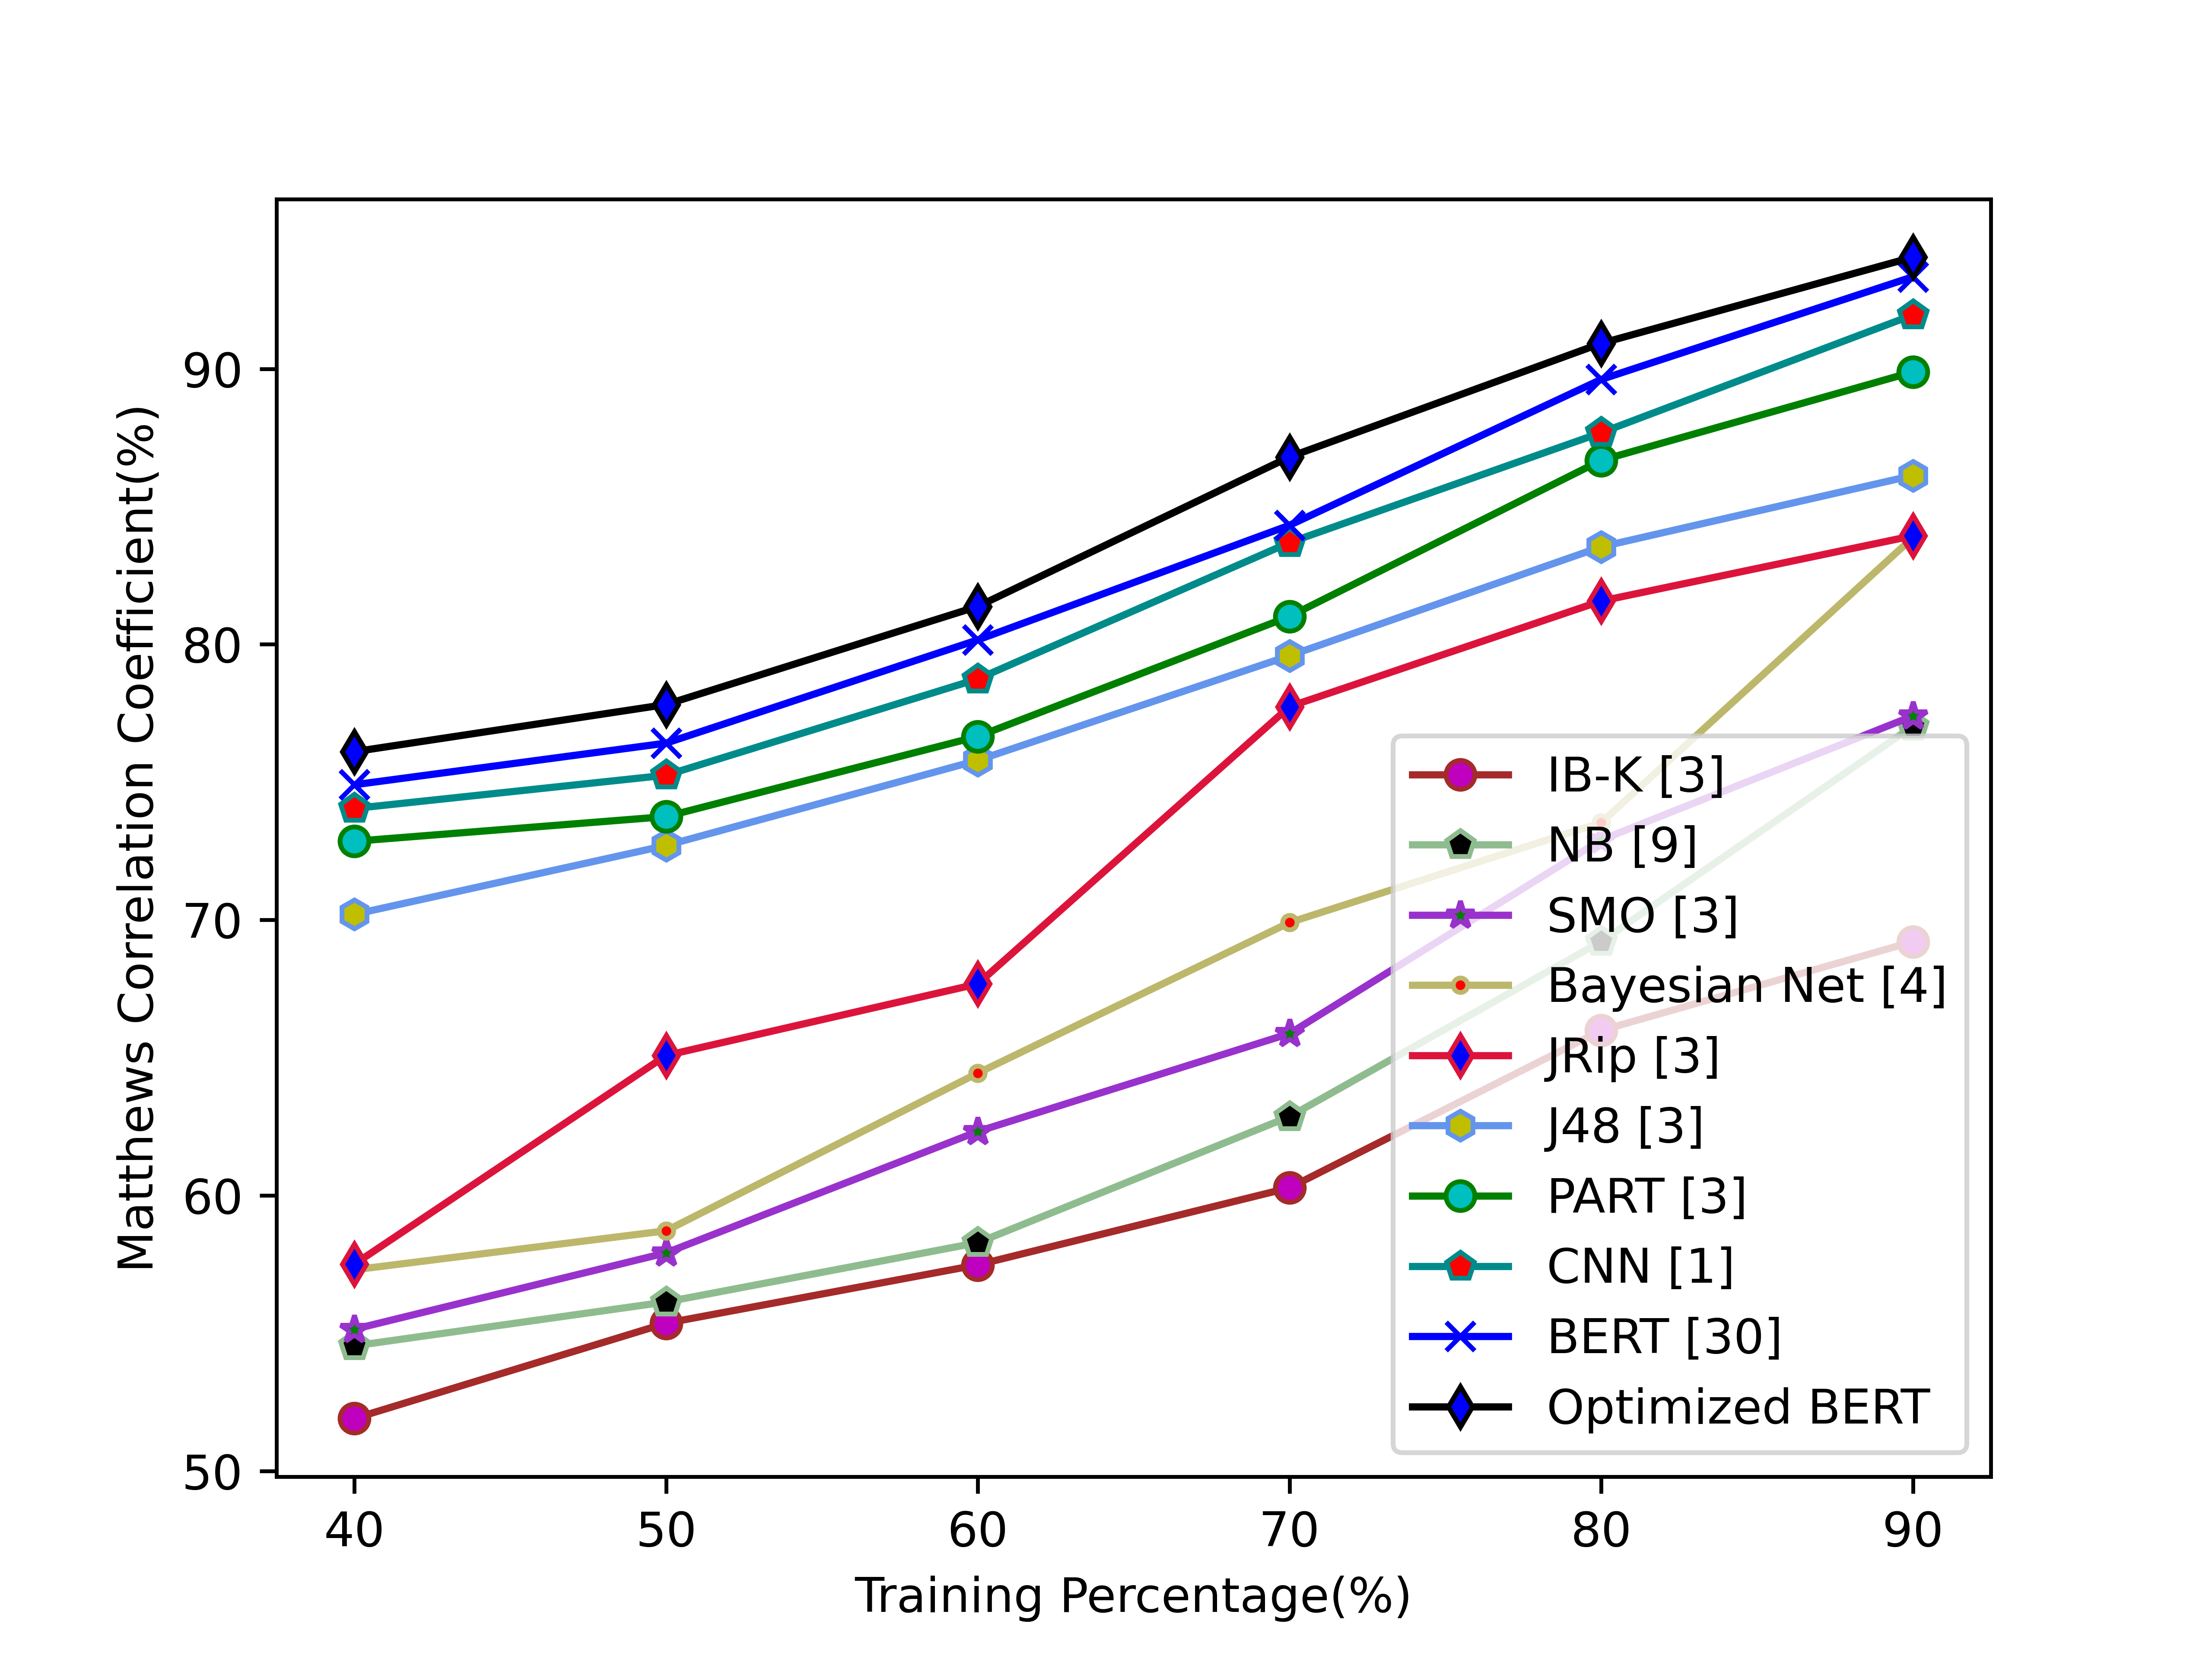 Matthews Correlation Coefficient(%)
90
80
70
60
50
IB-K [3]
NB [9]
SMO [3]
Bayesian Net [4]
JRip [3]
J48 [3]
PART [3]
CNN [1]
BERT [30]
Optimized BERT
40 50 60 70 80 90
Training Percentage(%)